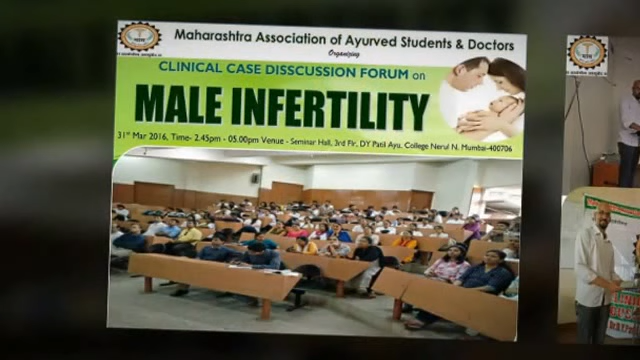 Maharashtra Association of Ayurved Students & Doctors
Organizing
CLINICAL CASE DISSCUSSION FORUM on
MALE INFERTILITY
31st Mar 2016, Time- 2.45pm - 05.00pm Venue - Seminar Hall, 3rd Flr, DY Patil Ayu. College Nerul N. Mumbai-400706